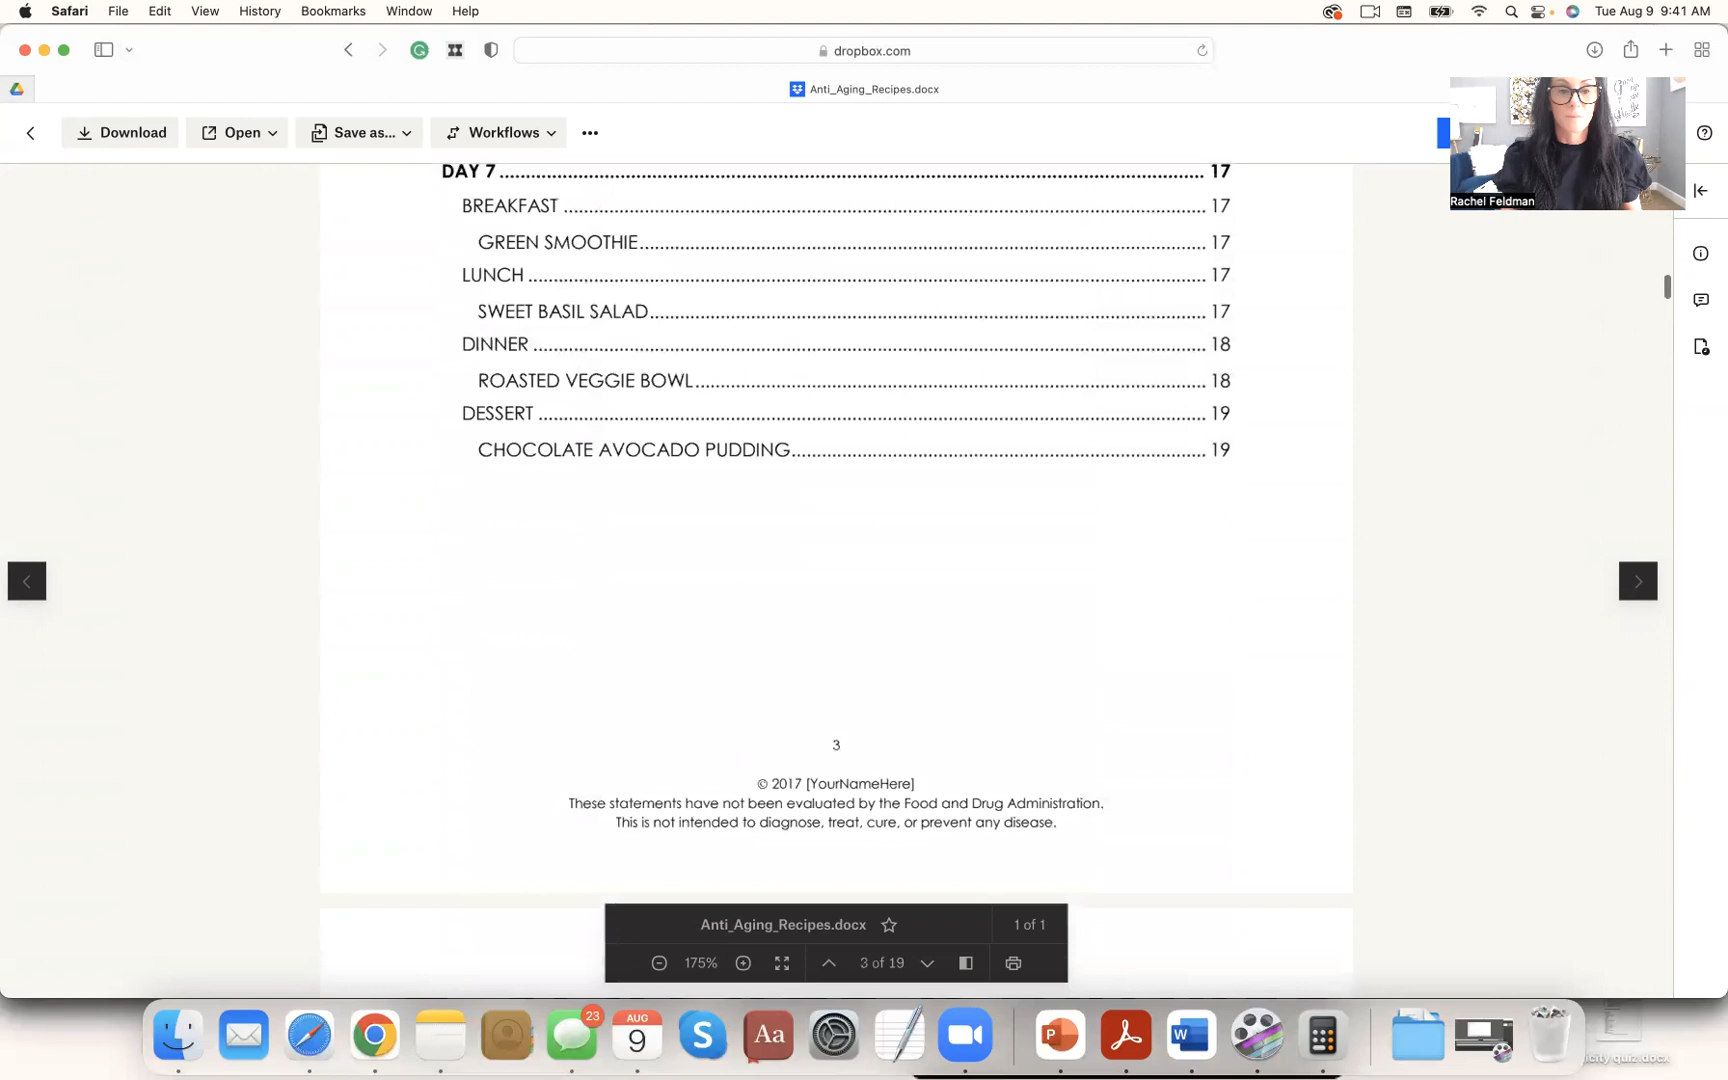 Safari File Edit View History Bookmarks Window Help Tue Aug 9 9:41 AM
dropbox.com
Anti_Aging_Recipes.docx
Download Open Save as... Workflows •••
Rachel Feldman
DAY 7 ........ 17
BREAKFAST ........ 17
GREEN SMOOTHIE ........ 17
LUNCH ........ 17
SWEET BASIL SALAD ........ 17
DINNER ........ 18
ROASTED VEGGIE BOWL ........ 18
DESSERT ........ 19
CHOCOLATE AVOCADO PUDDING ........ 19
3
© 2017 [YourNameHere]
These statements have not been evaluated by the Food and Drug Administration.
This is not intended to diagnose, treat, cure, or prevent any disease.
Anti_Aging_Recipes.docx 1 of 1
175% 3 of 19
23
AUG
9
S
Aa
P
W
icity quiz.docx